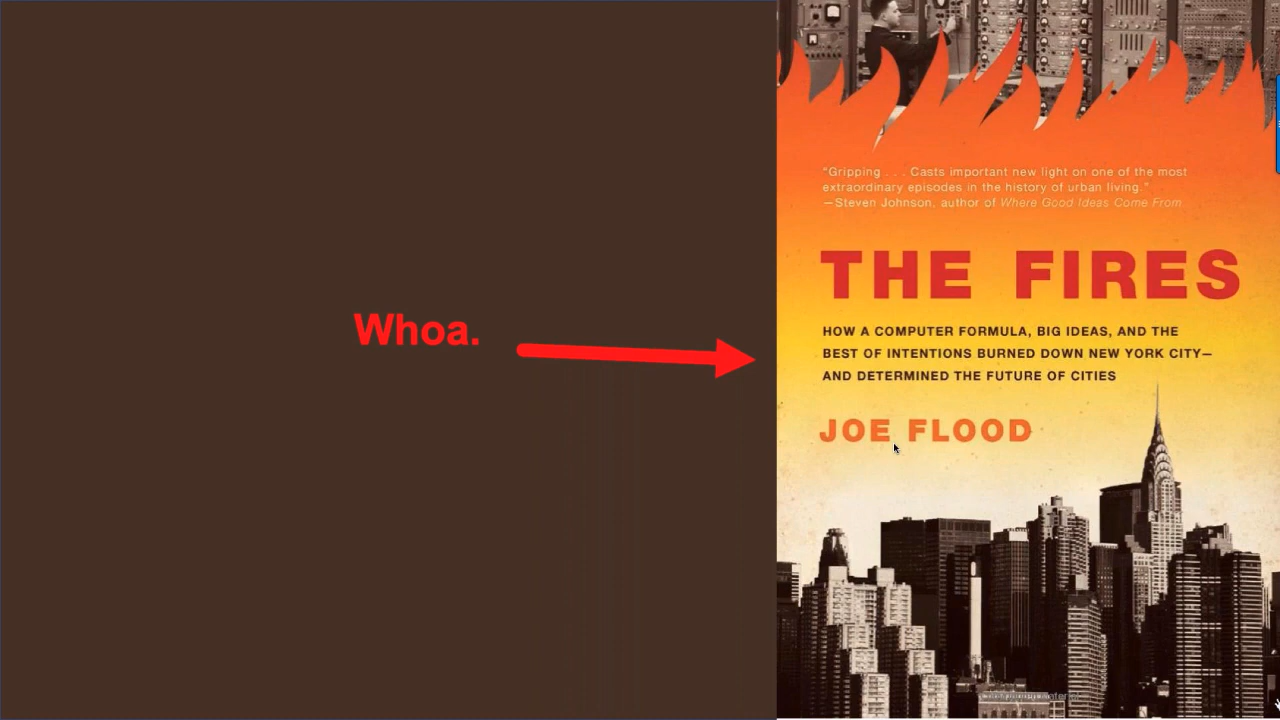 Whoa.
"Gripping . . . Casts important new light on one of the most
extraordinary episodes in the history of urban living."
—Steven Johnson, author of Where Good Ideas Come From
THE FIRES
HOW A COMPUTER FORMULA, BIG IDEAS, AND THE
BEST OF INTENTIONS BURNED DOWN NEW YORK CITY—
AND DETERMINED THE FUTURE OF CITIES
JOE FLOOD